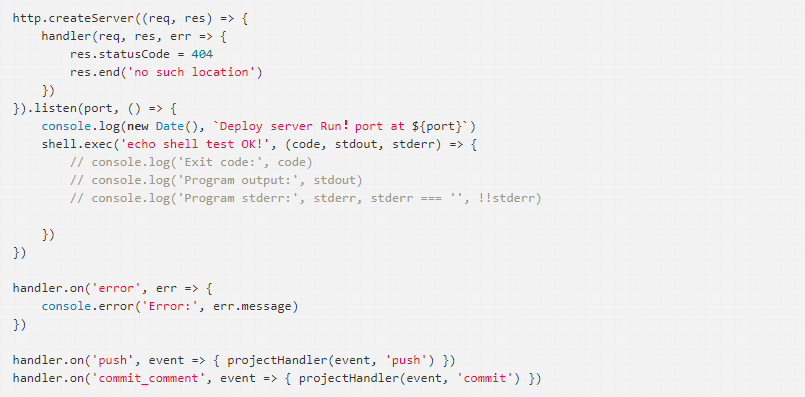 http.createServer((req, res) => {
    handler(req, res, err => {
        res.statusCode = 404
        res.end('no such location')
    })
}).listen(port, () => {
    console.log(new Date(), `Deploy server Run！port at ${port}`)
    shell.exec('echo shell test OK!', (code, stdout, stderr) => {
        // console.log('Exit code:', code)
        // console.log('Program output:', stdout)
        // console.log('Program stderr:', stderr, stderr === '', !!stderr)

    })
})

handler.on('error', err => {
    console.error('Error:', err.message)
})

handler.on('push', event => { projectHandler(event, 'push') })
handler.on('commit_comment', event => { projectHandler(event, 'commit') })